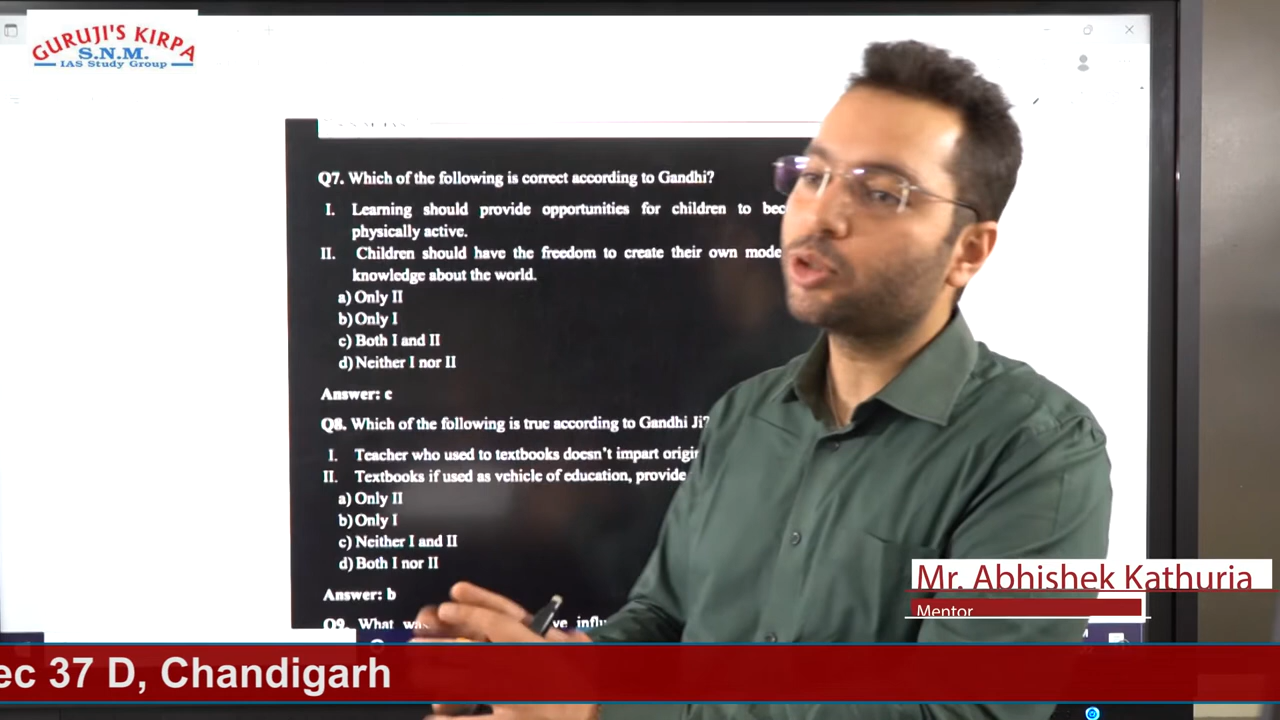 GURUJI'S KIRPA
S.N.M.
IAS Study Group
Q7. Which of the following is correct according to Gandhi?
I. Learning should provide opportunities for children to
physically active.
II. Children should have the freedom to create their own
knowledge about the world.
a) Only II
b) Only I
c) Both I and II
d) Neither I nor II
Answer: c
Q8. Which of the following is true according to Gandhi Ji?
I. Teacher who used to textbooks doesn't impart
II. Textbooks if used as vehicle of education, provide
a) Only II
b) Only I
c) Neither I and II
d) Both I nor II
Answer: b
Q9. What
Mr. Abhishek Kathuria
Mentor
ec 37 D, Chandigarh